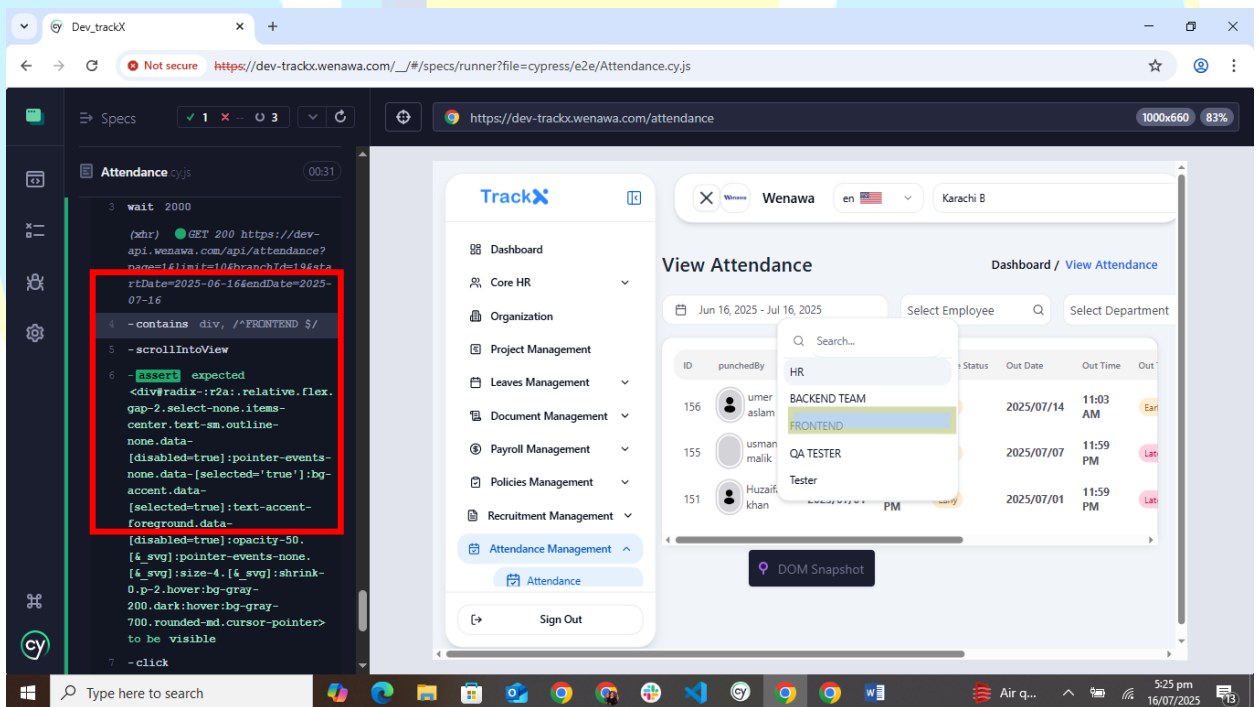 Dev_trackX
Not secure https://dev-trackx.wenawa.com/__/#/specs/runner?file=cypress/e2e/Attendance.cy.js
Specs
1
--
3
https://dev-trackx.wenawa.com/attendance
1000x660
83%
Attendance.cy.js
00:31
3 wait 2000
(xhr) GET 200 https://dev-
api.wenawa.com/api/attendance?
page=1&limit=10&branchId=19&sta
rtDate=2025-06-16&endDate=2025-
07-16
4 -contains div, /^FRONTEND $/
5 -scrollIntoView
6 -assert expected
<div#radix-:r2a:.relative.flex.
gap-2.select-none.items-
center.text-sm.outline-
none.data-
[disabled=true]:pointer-events-
none.data-[selected='true']:bg-
accent.data-
[selected=true]:text-accent-
foreground.data-
[disabled=true]:opacity-50.
[&_svg]:pointer-events-none.
[&_svg]:size-4.[&_svg]:shrink-
0.p-2.hover:bg-gray-
200.dark:hover:bg-gray-
700.rounded-md.cursor-pointer>
to be visible
7 -click
cy
TrackX
Dashboard
Core HR
Organization
Project Management
Leaves Management
Document Management
Payroll Management
Policies Management
Recruitment Management
Attendance Management
Attendance
Sign Out
Wenawa
Wenawa
en
Karachi B
View Attendance
Dashboard / View Attendance
Jun 16, 2025 - Jul 16, 2025
Select Employee
Select Department
Search...
HR
BACKEND TEAM
FRONTEND
QA TESTER
Tester
ID punchedBy Status Out Date Out Time Out
156 umer aslam 2025/07/14 11:03 AM Earl
155 usman malik 2025/07/07 11:59 PM Late
151 Huzaifa khan PM Early 2025/07/01 11:59 PM Late
DOM Snapshot
Type here to search
Air q...
5:25 pm
16/07/2025
13